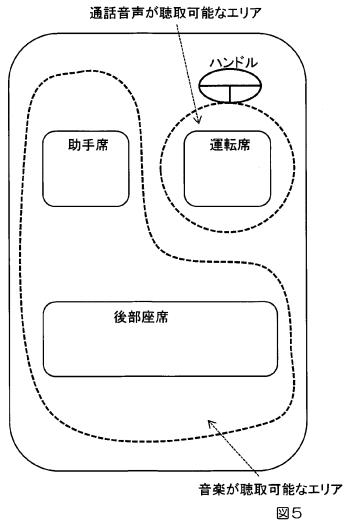 通話音声が聴取可能なエリア
ハンドル
助手席
運転席
後部座席
音楽が聴取可能なエリア
図5